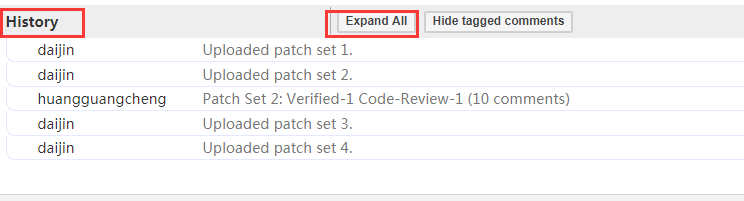 History Expand All Hide tagged comments
daijin Uploaded patch set 1.
daijin Uploaded patch set 2.
huangguangcheng Patch Set 2: Verified-1 Code-Review-1 (10 comments)
daijin Uploaded patch set 3.
daijin Uploaded patch set 4.